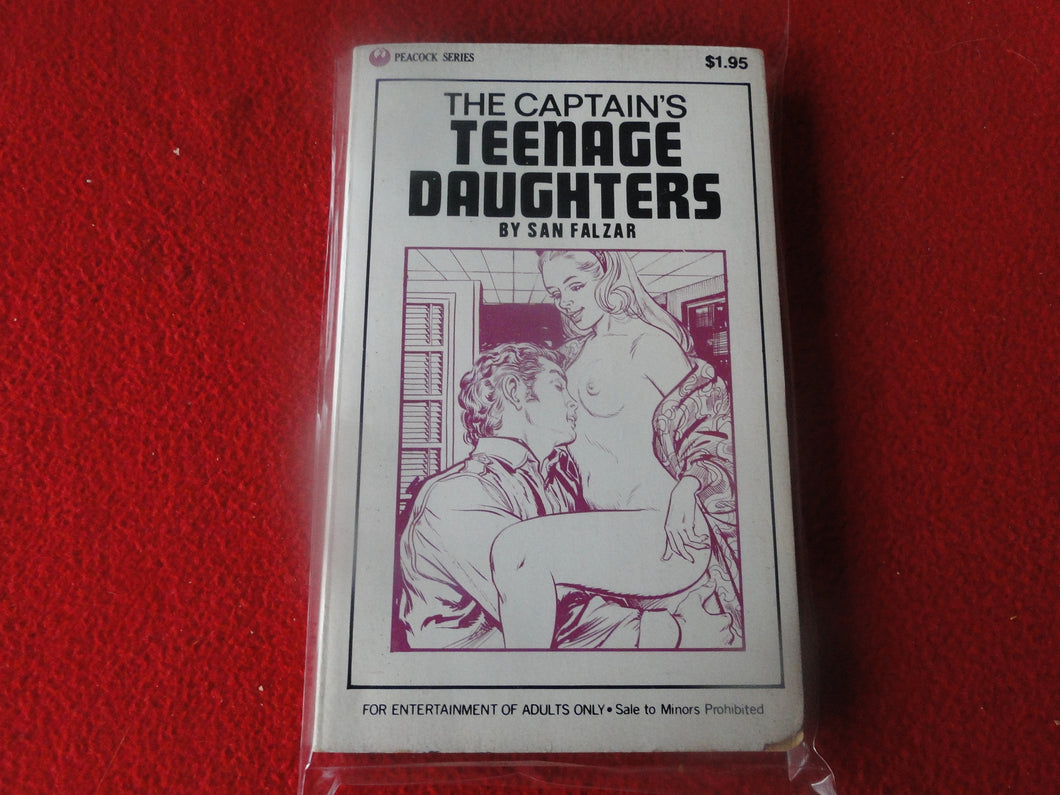 PEACOCK SERIES
$1.95
THE CAPTAIN'S
TEENAGE
DAUGHTERS
BY SAN FALZAR
FOR ENTERTAINMENT OF ADULTS ONLY • Sale to Minors Prohibited